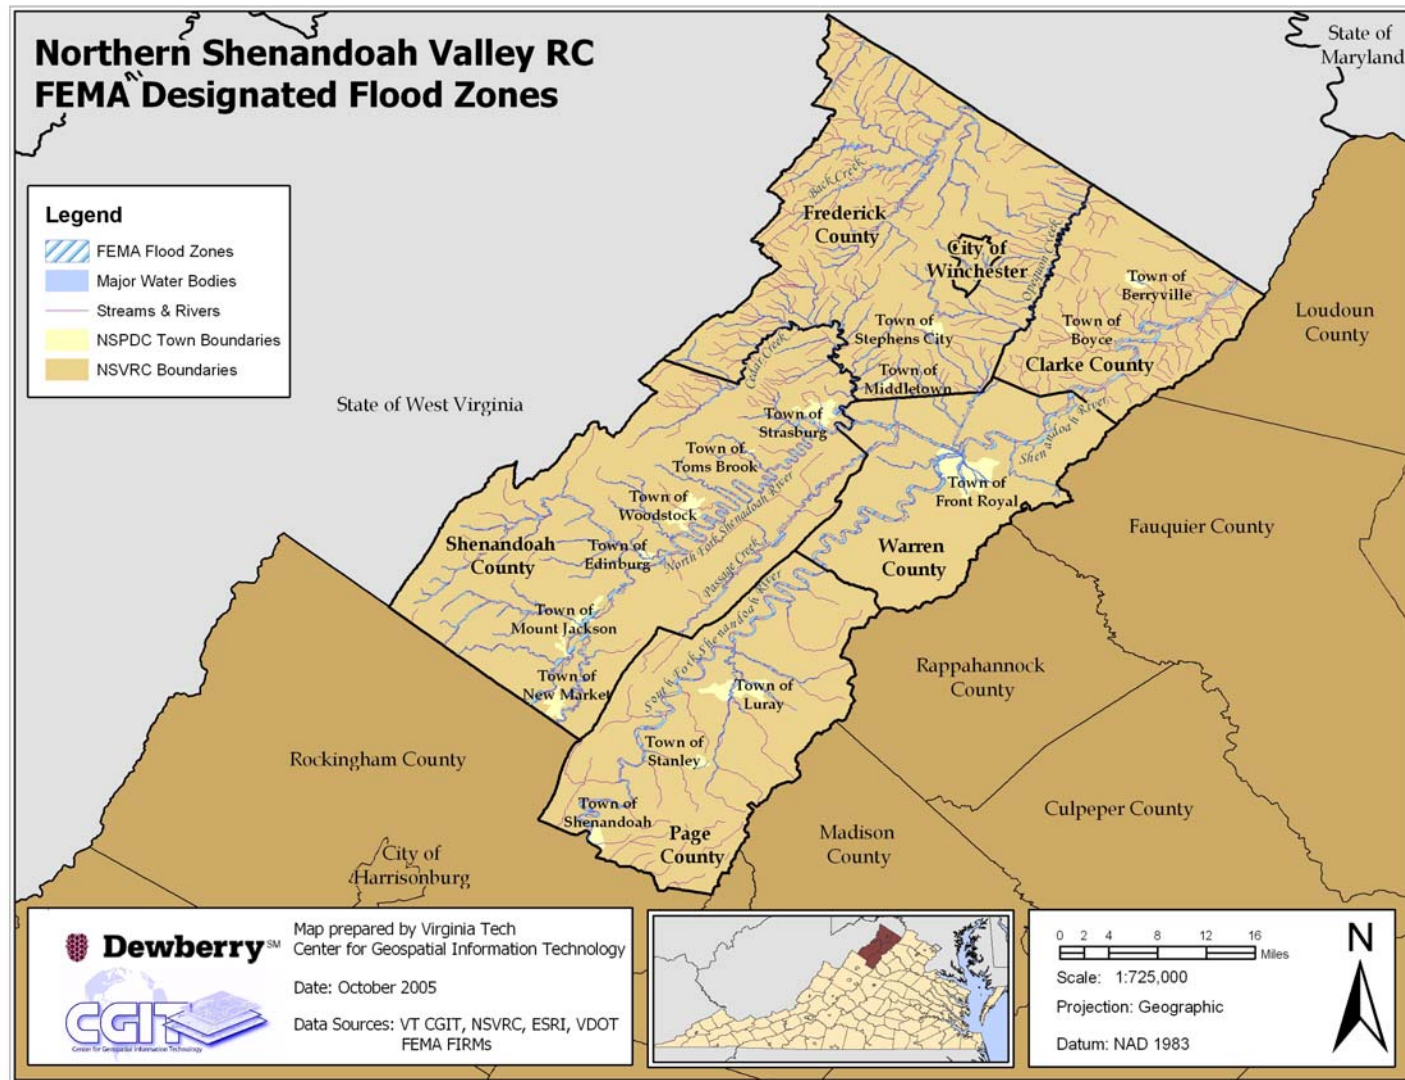 Northern Shenandoah Valley RC
FEMA Designated Flood Zones
State of
Maryland
Legend
FEMA Flood Zones
Major Water Bodies
Streams & Rivers
NSPDC Town Boundaries
NSVRC Boundaries
Back Creek
Frederick
County
City of
Winchester
Opequon Creek
Town of
Berryville
Town of
Boyce
Clarke County
Loudoun
County
Town of
Stephens City
Town of
Middletown
Cedar Creek
State of West Virginia
Town of
Strasburg
Shenandoah River
Town of
Toms Brook
Town of
Front Royal
Town of
Woodstock
North Fork Shenadoah River
Fauquier County
Shenandoah
County
Town of
Edinburg
Passage Creek
Warren
County
Town of
Mount Jackson
South Fork Shenandoah River
Rappahannock
County
Town of
New Market
Town of
Luray
Town of
Stanley
Rockingham County
Town of
Shenandoah
Page
County
Madison
County
Culpeper County
City of
Harrisonburg
Dewberry SM
CGIT
Center for Geospatial Information Technology
Map prepared by Virginia Tech
Center for Geospatial Information Technology
Date: October 2005
Data Sources: VT CGIT, NSVRC, ESRI, VDOT
FEMA FIRMs
0 2 4 8 12 16
Miles
Scale: 1:725,000
Projection: Geographic
Datum: NAD 1983
N